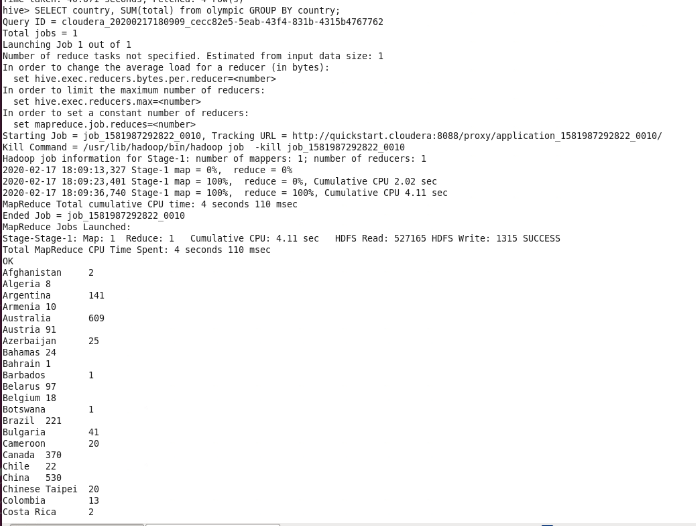 hive> SELECT country, SUM(total) from olympic GROUP BY country;
Query ID = cloudera_20200217180909_cecc82e5-5eab-43f4-831b-4315b4767762
Total jobs = 1
Launching Job 1 out of 1
Number of reduce tasks not specified. Estimated from input data size: 1
In order to change the average load for a reducer (in bytes):
  set hive.exec.reducers.bytes.per.reducer=<number>
In order to limit the maximum number of reducers:
  set hive.exec.reducers.max=<number>
In order to set a constant number of reducers:
  set mapreduce.job.reduces=<number>
Starting Job = job_1581987292822_0010, Tracking URL = http://quickstart.cloudera:8088/proxy/application_1581987292822_0010/
Kill Command = /usr/lib/hadoop/bin/hadoop job  -kill job_1581987292822_0010
Hadoop job information for Stage-1: number of mappers: 1; number of reducers: 1
2020-02-17 18:09:13,327 Stage-1 map = 0%,  reduce = 0%
2020-02-17 18:09:23,401 Stage-1 map = 100%,  reduce = 0%, Cumulative CPU 2.02 sec
2020-02-17 18:09:36,740 Stage-1 map = 100%,  reduce = 100%, Cumulative CPU 4.11 sec
MapReduce Total cumulative CPU time: 4 seconds 110 msec
Ended Job = job_1581987292822_0010
MapReduce Jobs Launched:
Stage-Stage-1: Map: 1  Reduce: 1   Cumulative CPU: 4.11 sec   HDFS Read: 527165 HDFS Write: 1315 SUCCESS
Total MapReduce CPU Time Spent: 4 seconds 110 msec
OK
Afghanistan	2
Algeria	8
Argentina	141
Armenia	10
Australia	609
Austria	91
Azerbaijan	25
Bahamas	24
Bahrain	1
Barbados	1
Belarus	97
Belgium	18
Botswana	1
Brazil	221
Bulgaria	41
Cameroon	20
Canada	370
Chile	22
China	530
Chinese Taipei	20
Colombia	13
Costa Rica	2